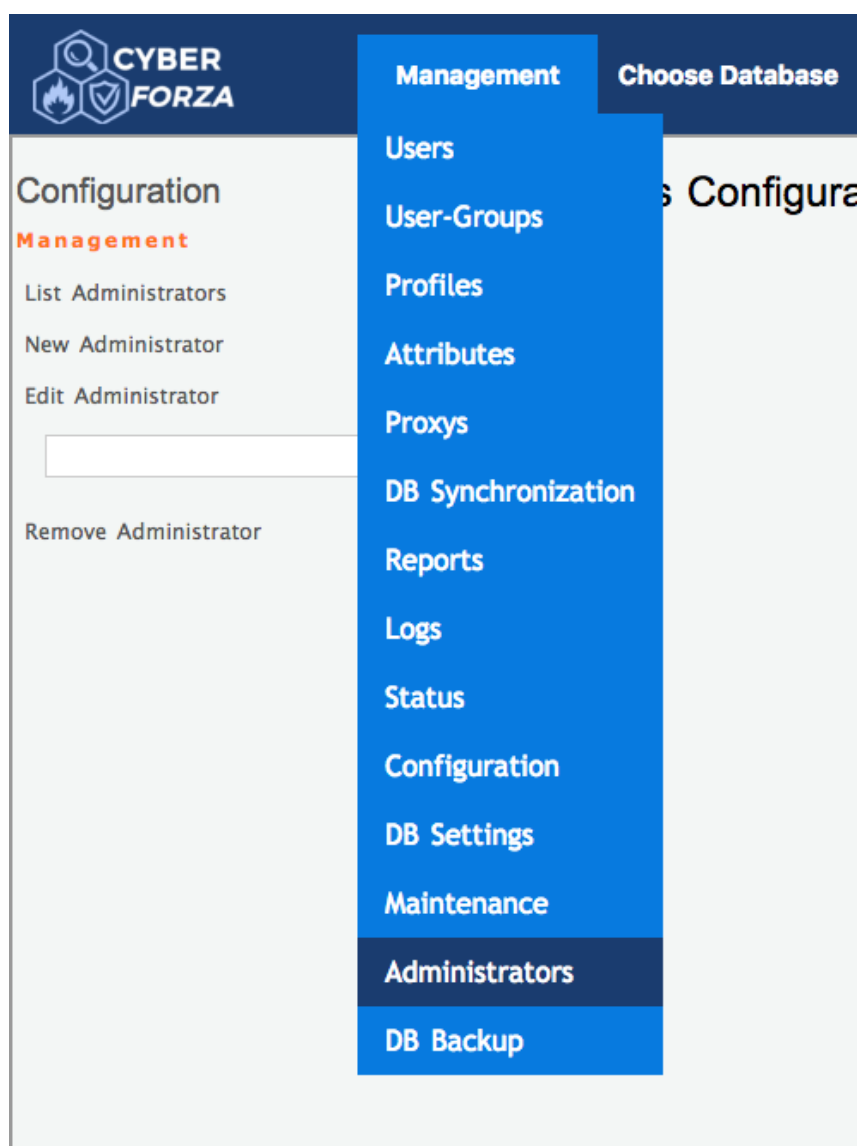 CYBER
FORZA
Management
Choose Database
Configuration
Management
List Administrators
New Administrator
Edit Administrator
Remove Administrator
Users
User-Groups
Profiles
Attributes
Proxys
DB Synchronization
Reports
Logs
Status
Configuration
DB Settings
Maintenance
Administrators
DB Backup
s Configura